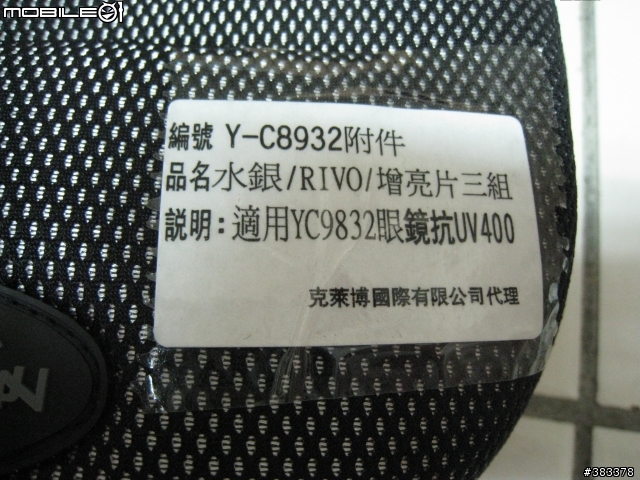 MOBILE01
編號 Y-C8932附件
品名水銀/RIVO/增亮片三組
説明:適用YC9832眼鏡抗UV400
克萊博國際有限公司代理
#383378